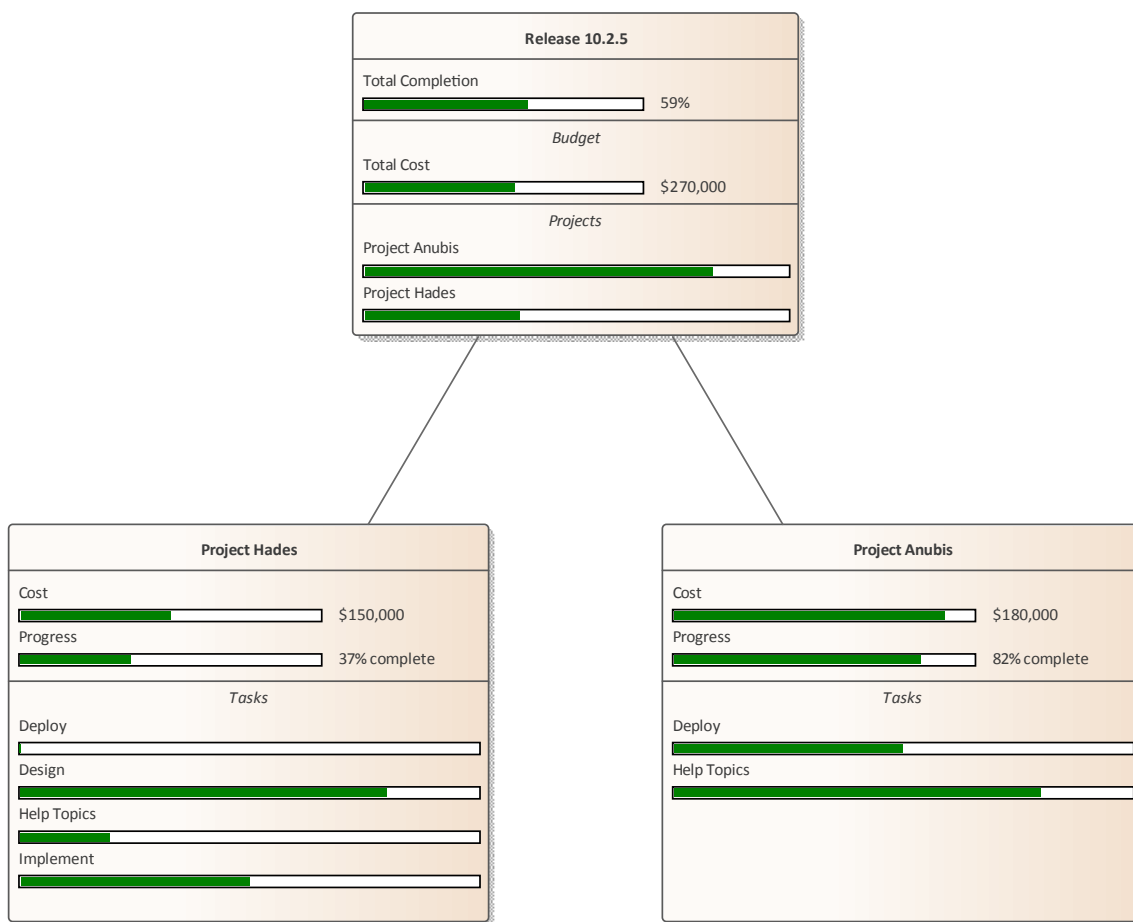 Release 10.2.5
Total Completion
59%
Budget
Total Cost
$270,000
Projects
Project Anubis
Project Hades
Project Hades
Cost
$150,000
Progress
37% complete
Tasks
Deploy
Design
Help Topics
Implement
Project Anubis
Cost
$180,000
Progress
82% complete
Tasks
Deploy
Help Topics